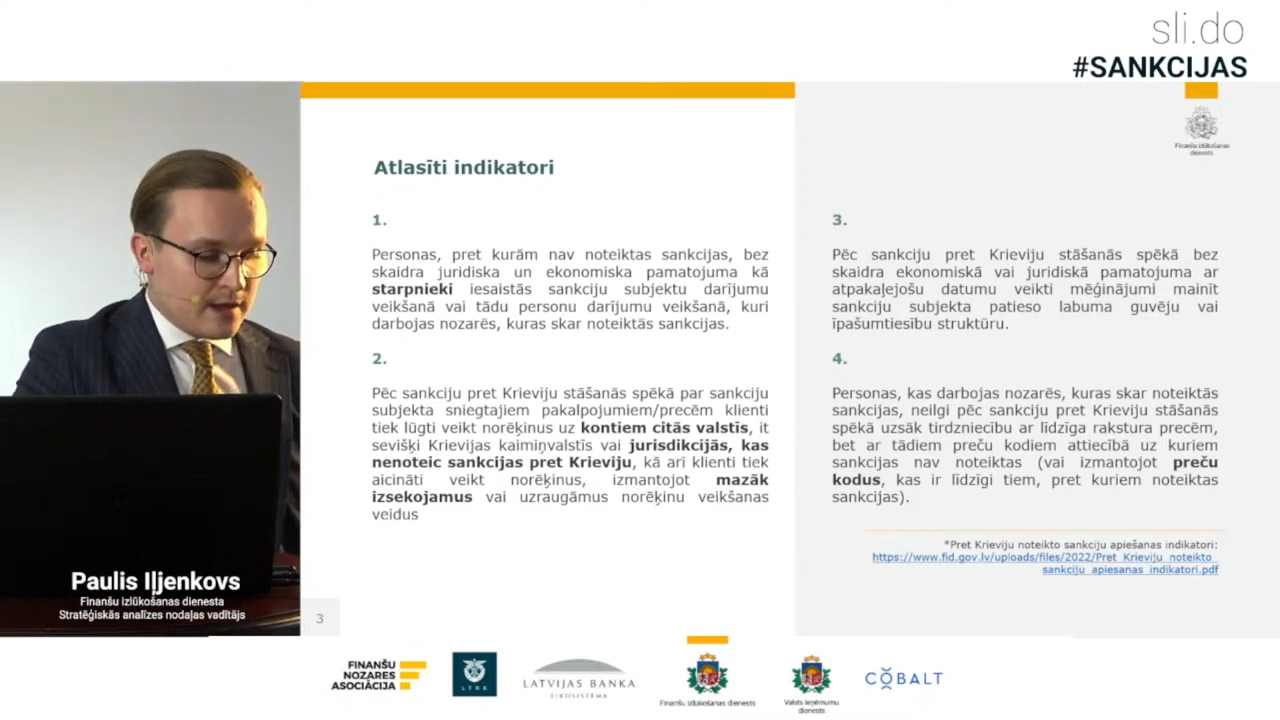 sli.do
#SANKCIJAS
Finanšu izlūkošanas
dienests
Atlasīti indikatori
1.
Personas, pret kurām nav noteiktas sankcijas, bez
skaidra juridiska un ekonomiska pamatojuma kā
starpnieki iesaistās sankciju subjektu darījumu
veikšanā vai tādu personu darījumu veikšanā, kuri
darbojas nozarēs, kuras skar noteiktās sankcijas.
2.
Pēc sankciju pret Krieviju stāšanās spēkā par sankciju
subjekta sniegtajiem pakalpojumiem/precēm klienti
tiek lūgti veikt norēķinus uz kontiem citās valstīs, it
sevišķi Krievijas kaimiņvalstīs vai jurisdikcijās, kas
nenoteic sankcijas pret Krieviju, kā arī klienti tiek
aicināti veikt norēķinus, izmantojot mazāk
izsekojamus vai uzraugāmus norēķinu veikšanas
veidus
3.
Pēc sankciju pret Krieviju stāšanās spēkā bez
skaidra ekonomiskā vai juridiskā pamatojuma ar
atpakaļejošu datumu veikti mēģinājumi mainīt
sankciju subjekta patieso labuma guvēju vai
īpašumtiesību struktūru.
4.
Personas, kas darbojas nozarēs, kuras skar noteiktās
sankcijas, neilgi pēc sankciju pret Krieviju stāšanās
spēkā uzsāk tirdzniecību ar līdzīga rakstura precēm,
bet ar tādiem preču kodiem attiecībā uz kuriem
sankcijas nav noteiktas (vai izmantojot preču
kodus, kas ir līdzīgi tiem, pret kuriem noteiktas
sankcijas).
*Pret Krieviju noteikto sankciju apiešanas indikatori:
https://www.fid.gov.lv/uploads/files/2022/Pret_Krieviju_noteikto_
sankciju_apiesanas_indikatori.pdf
3
Paulis Iļjenkovs
Finanšu izlūkošanas dienesta
Stratēģiskās analīzes nodaļas vadītājs
FINANŠU
NOZARES
ASOCIĀCIJA
LTRK
LATVIJAS BANKA
EIROSISTĒMA
Finanšu izlūkošanas dienests
Valsts ieņēmumu
dienests
COBALT